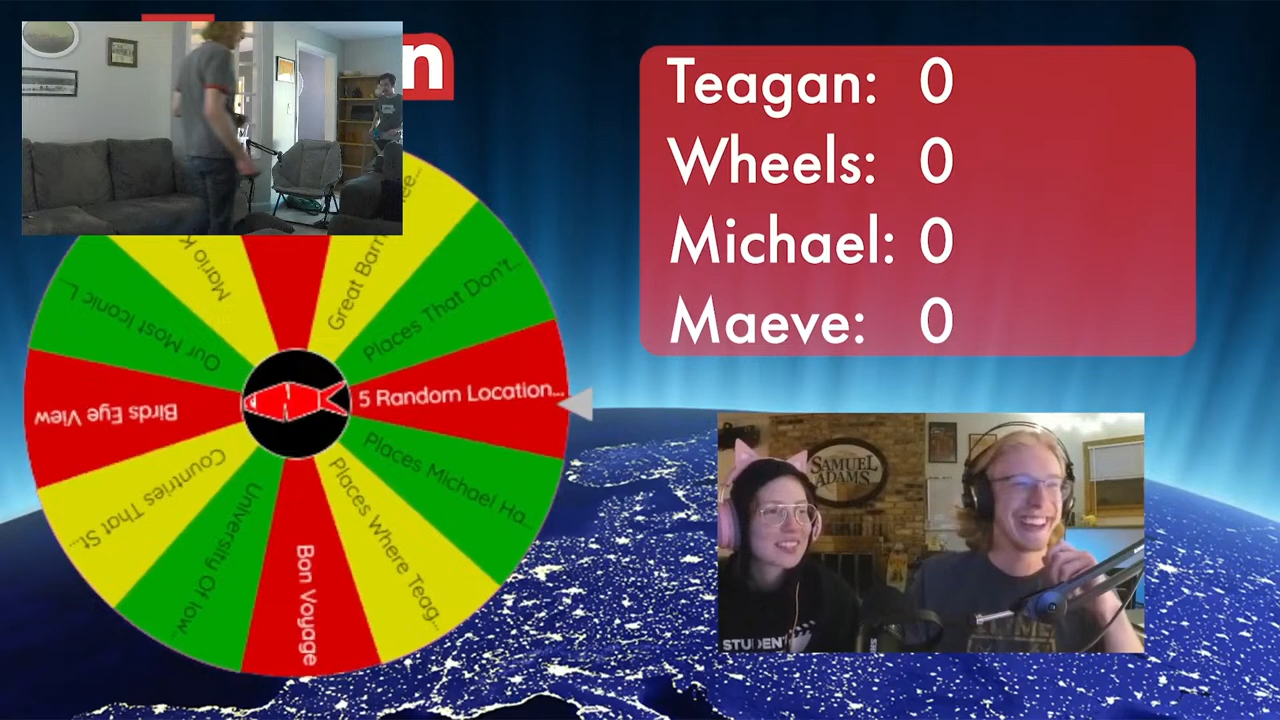 n
Teagan: 0
Wheels: 0
Michael: 0
Maeve: 0
Places That Don't...
5 Random Location...
Places Michael Ha...
Places Where Teag...
Bon Voyage
University Of Iow...
Countries That St...
Birds Eye View
Our Most Iconic L...
Mario K
Great Barr
ee...
SAMUEL
ADAMS
STUDENT